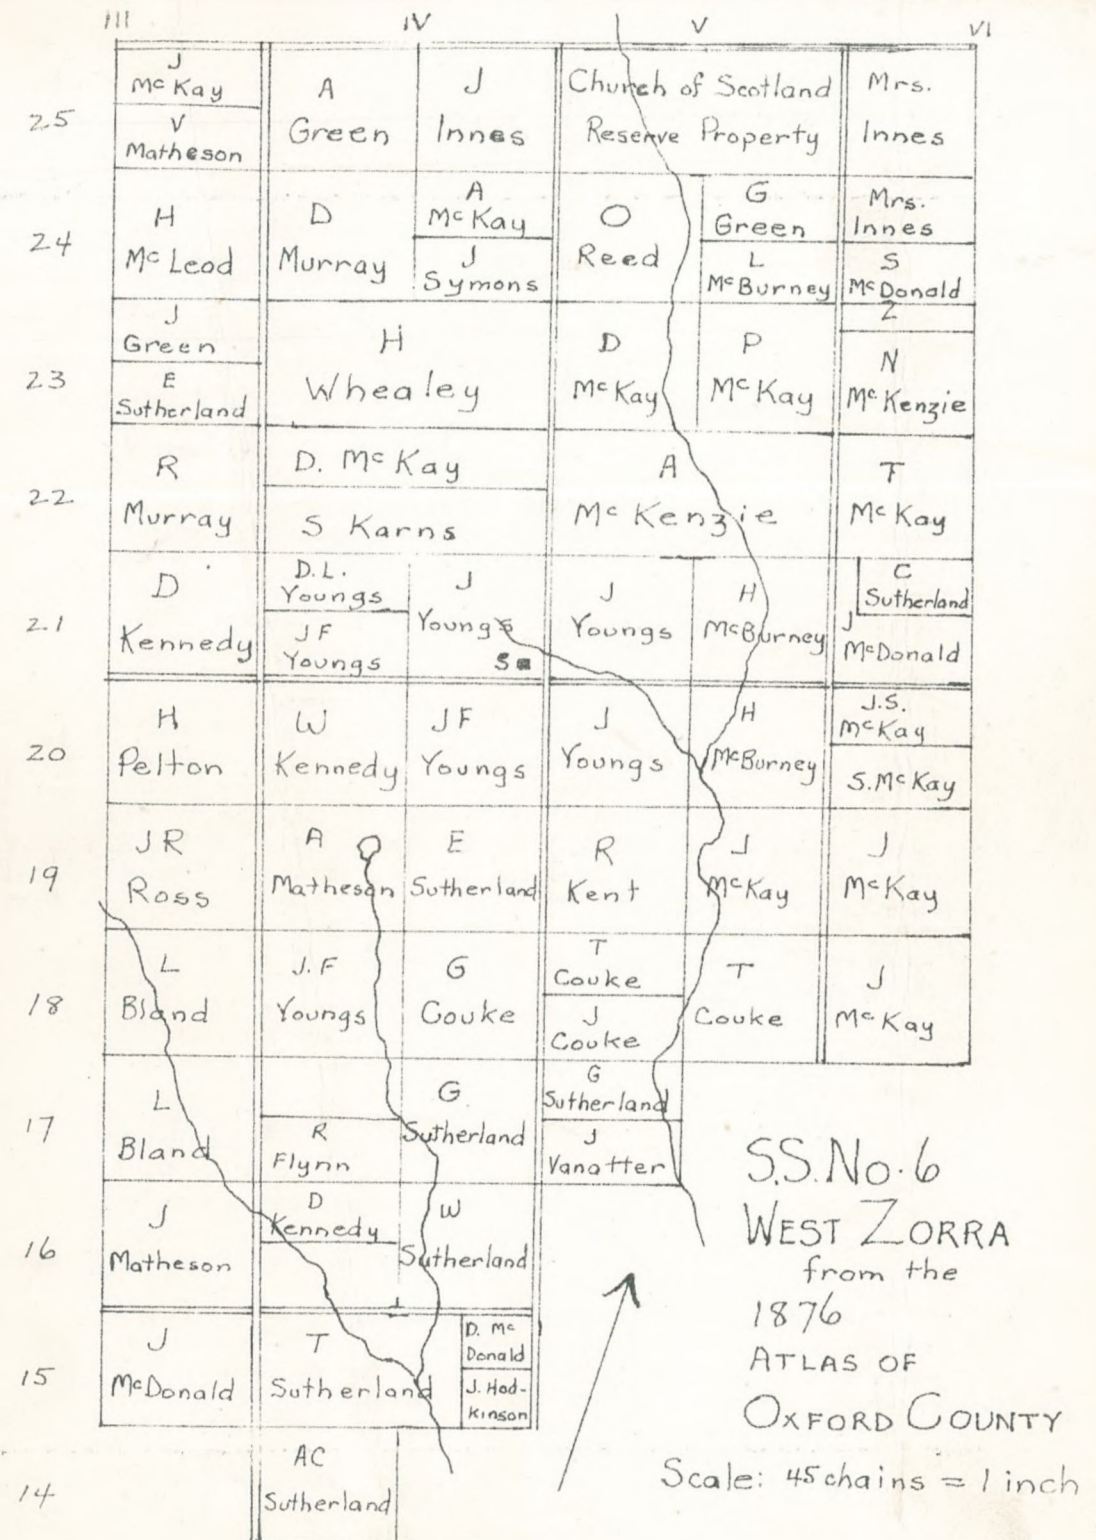 III IV V VI
25
J
McKay
V
Matheson
A
Green
J
Innes
Church of Scotland
Reserve Property
Mrs.
Innes
24
H
McLeod
D
Murray
A
McKay
J
Symons
O
Reed
G
Green
L
McBurney
Mrs.
Innes
S
McDonald
23
J
Green
E
Sutherland
H
Whealey
D
McKay
P
McKay
Z
N
McKenzie
22
R
Murray
D. McKay
S Karns
A
McKenzie
T
McKay
21
D
Kennedy
D.L.
Youngs
JF
Youngs
J
Youngs
J
Youngs
H
McBurney
C
Sutherland
J
McDonald
20
H
Pelton
W
Kennedy
JF
Youngs
J
Youngs
H
McBurney
J.S.
McKay
S. McKay
19
JR
Ross
A
Matheson
E
Sutherland
R
Kent
J
McKay
J
McKay
18
L
Bland
J.F
Youngs
G
Couke
T
Couke
J
Couke
T
Couke
J
McKay
17
L
Bland
R
Flynn
G
Sutherland
G
Sutherland
J
Vanatter
16
J
Matheson
D
Kennedy
W
Sutherland
15
J
McDonald
T
Sutherland
D. Mc
Donald
J. Hod-
kinson
14
AC
Sutherland
S.S. No. 6
WEST ZORRA
from the
1876
ATLAS OF
OXFORD COUNTY
Scale: 45 chains = 1 inch